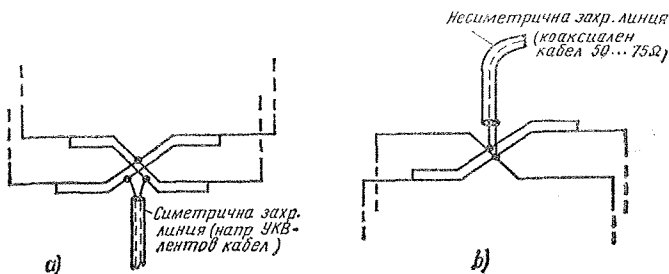 Несиметрична захр. линия
(коаксиален
кабел 50...75Ω)
Симетрична захр.
линия (напр УКВ-
лентов кабел)
а)
b)